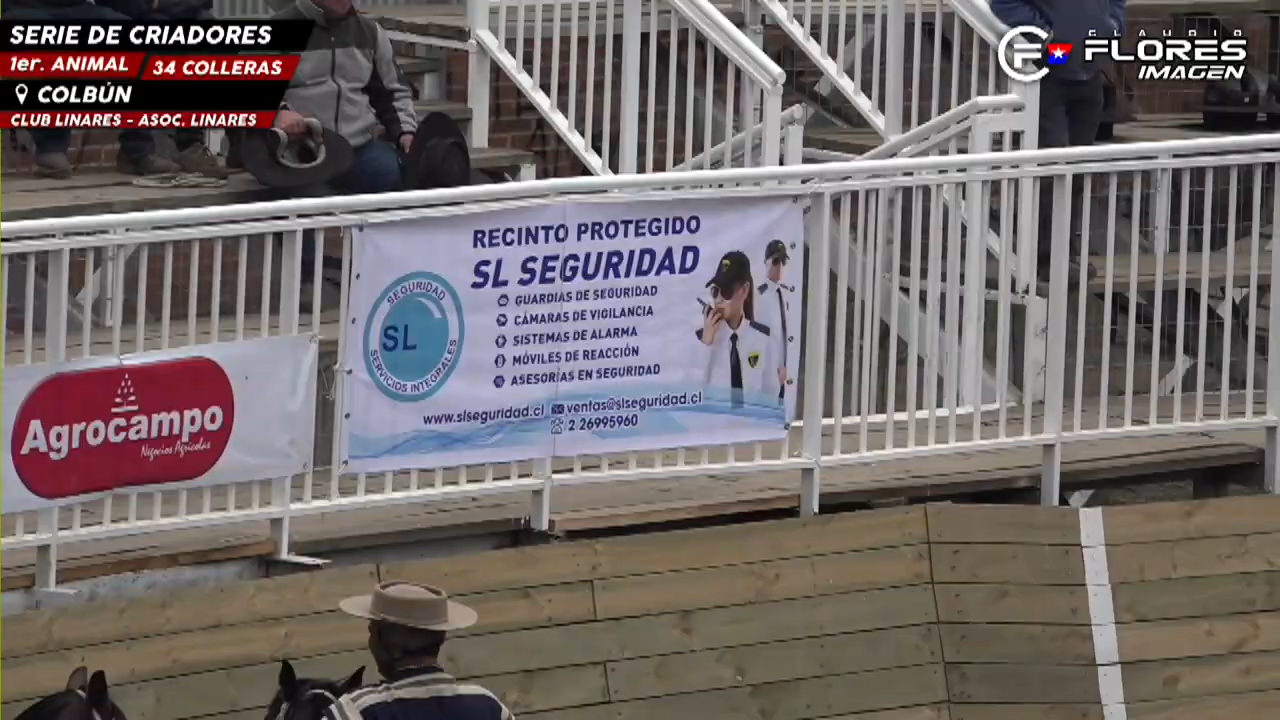 SERIE DE CRIADORES
1er. ANIMAL
34 COLLERAS
COLBÚN
CLUB LINARES - ASOC. LINARES
CF
CLAUDIO
FLORES
IMAGEN
RECINTO PROTEGIDO
SL SEGURIDAD
GUARDIAS DE SEGURIDAD
CÁMARAS DE VIGILANCIA
SISTEMAS DE ALARMA
MÓVILES DE REACCIÓN
ASESORIAS EN SEGURIDAD
www.slseguridad.cl ventas@slseguridad.cl
2 26995960
SEGURIDAD
SL
SERVICIOS INTEGRALES
Agrocampo
Negocios Agrícolas